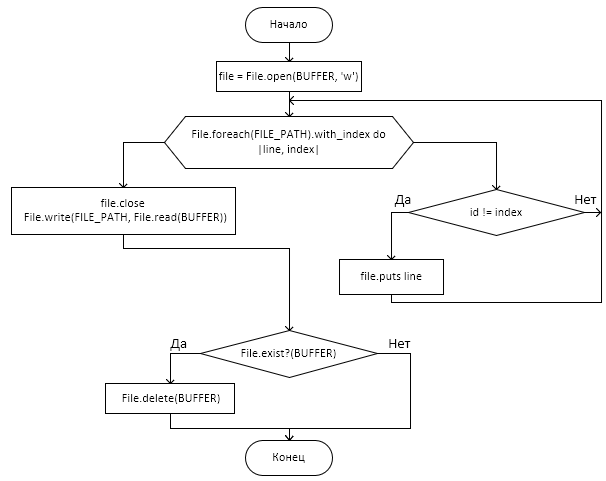 Начало
file = File.open(BUFFER, 'w')
File.foreach(FILE_PATH).with_index do
|line, index|
file.close
File.write(FILE_PATH, File.read(BUFFER))
Да
id != index
Нет
file.puts line
Да
File.exist?(BUFFER)
Нет
File.delete(BUFFER)
Конец